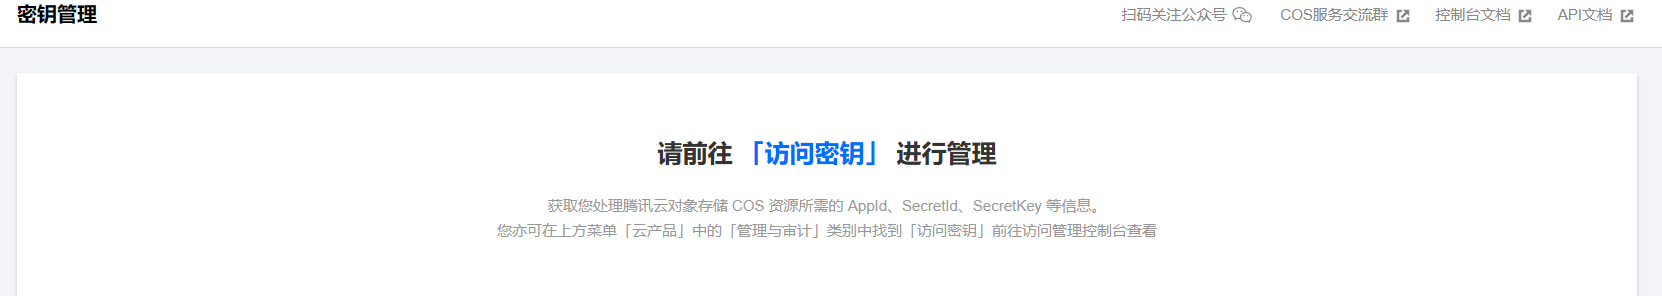 密钥管理
扫码关注公众号 COS服务交流群 控制台文档 API文档
请前往 「访问密钥」 进行管理
获取您处理腾讯云对象存储 COS 资源所需的 AppId、SecretId、SecretKey 等信息。
您亦可在上方菜单「云产品」中的「管理与审计」类别中找到「访问密钥」前往访问管理控制台查看